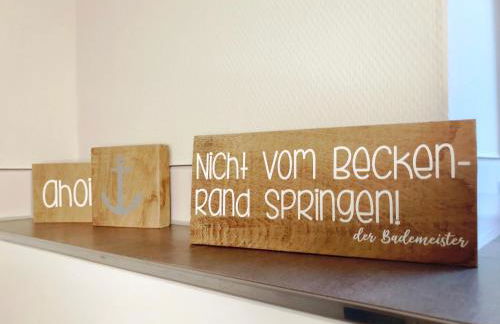 ahoi
Nicht vom Becken-
Rand springen!
der Bademeister